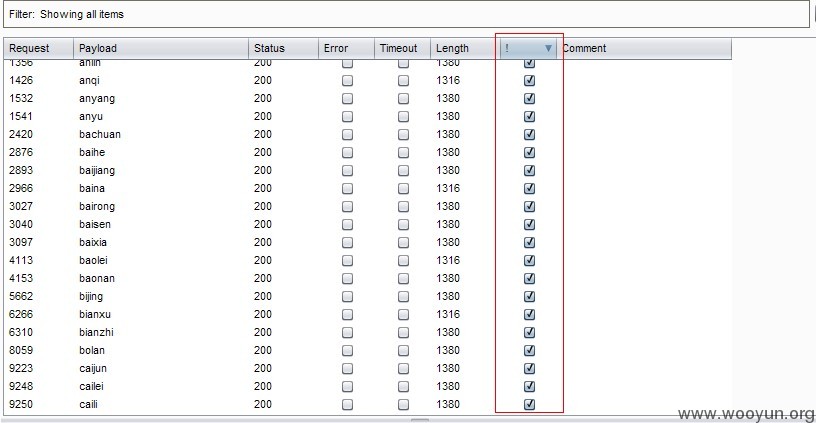 Filter: Showing all items
Request Payload Status Error Timeout Length ! Comment
1356 anlin 200 1380
1426 anqi 200 1316
1532 anyang 200 1380
1541 anyu 200 1380
2420 bachuan 200 1380
2876 baihe 200 1380
2893 baijiang 200 1380
2966 baina 200 1316
3027 bairong 200 1380
3040 baisen 200 1380
3097 baixia 200 1380
4113 baolei 200 1316
4153 baonan 200 1380
5662 bijing 200 1380
6266 bianxu 200 1316
6310 bianzhi 200 1380
8059 bolan 200 1380
9223 caijun 200 1380
9248 cailei 200 1380
9250 caili 200 1380
www.wooyun.org